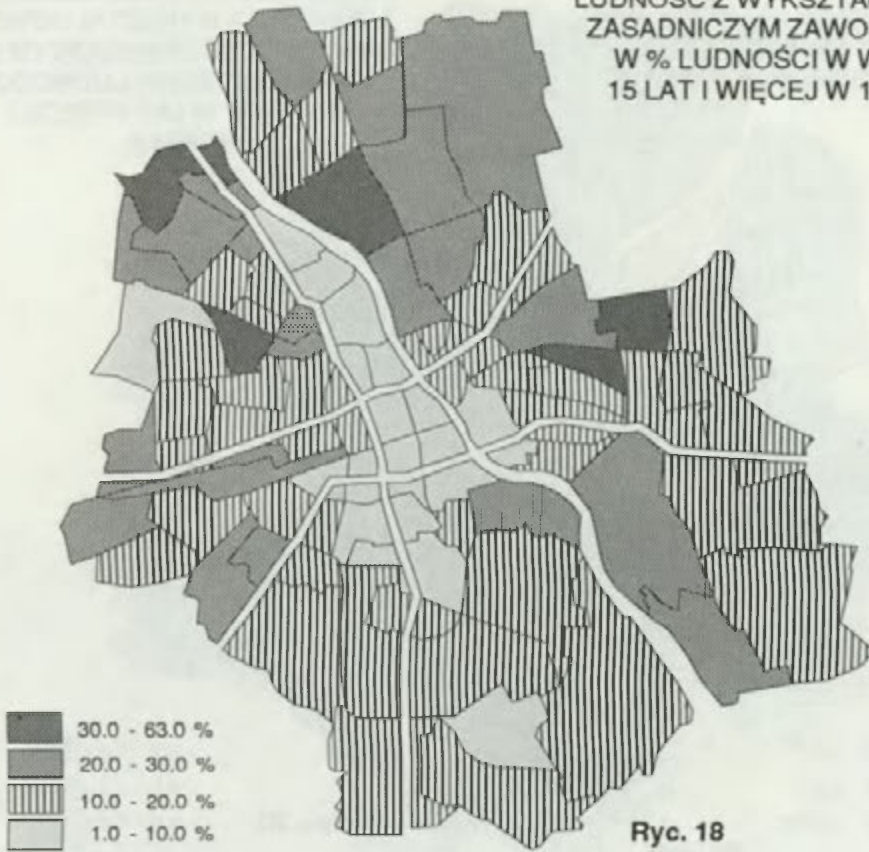 LUDNOŚĆ Z
ZASADNICZYM
W % LUDNOŚCI W
15 LAT I WIĘCEJ W
30.0 - 63.0 %
20.0 - 30.0 %
10.0 - 20.0 %
1.0 - 10.0 %
Ryc. 18